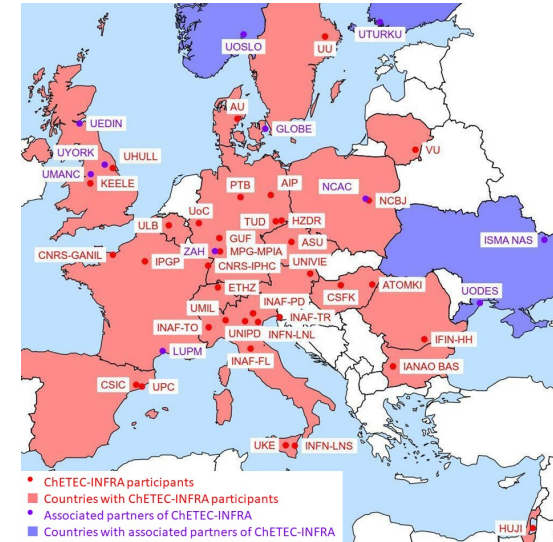 UTURKU
UOSLO
UU
AU
UEDIN
GLOBE
VU
UYORK
UHULL
UMANC
KEELE
PTB
AIP
NCAC
NCBJ
UoC
ULB
TUD
HZDR
ISMA NAS
GUF
ASU
ZAH
MPG-MPIA
CNRS-GANIL
IPGP
CNRS-IPHC
UNIVIE
ETHZ
CSFK
ATOMKI
UODES
UMIL
INAF-PD
INAF-TO
INAF-TR
UNIPD
INFN-LNL
IFIN-HH
LUPM
INAF-FL
IANAO BAS
CSIC
UPC
UKE
INFN-LNS
ChETEC-INFRA participants
Countries with ChETEC-INFRA participants
Associated partners of ChETEC-INFRA
Countries with associated partners of ChETEC-INFRA
HUJI